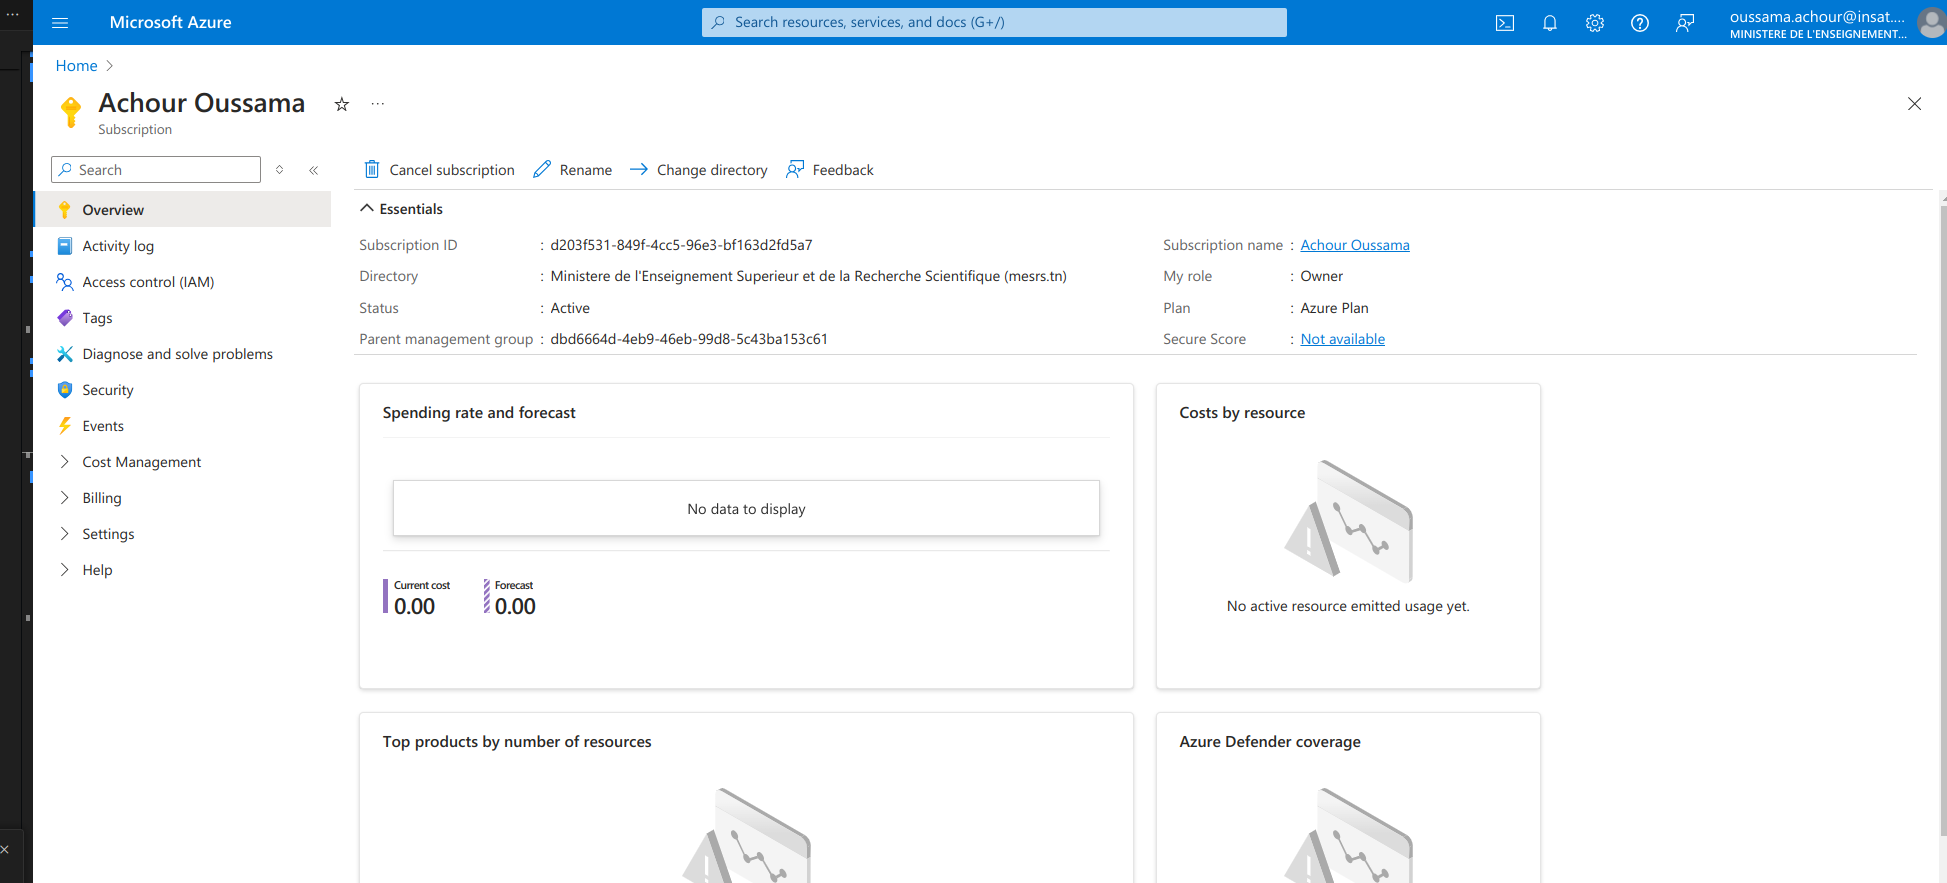 Microsoft Azure
Search resources, services, and docs (G+/)
oussama.achour@insat....
MINISTERE DE L'ENSEIGNEMENT...
Home
Achour Oussama
...
Subscription
Search
Cancel subscription
Rename
Change directory
Feedback
Overview
Activity log
Access control (IAM)
Tags
Diagnose and solve problems
Security
Events
Cost Management
Billing
Settings
Help
Essentials
Subscription ID : d203f531-849f-4cc5-96e3-bf163d2fd5a7
Directory : Ministere de l'Enseignement Superieur et de la Recherche Scientifique (mesrs.tn)
Status : Active
Parent management group : dbd6664d-4eb9-46eb-99d8-5c43ba153c61
Subscription name : Achour Oussama
My role : Owner
Plan : Azure Plan
Secure Score : Not available
Spending rate and forecast
No data to display
Current cost
0.00
Forecast
0.00
Costs by resource
No active resource emitted usage yet.
Top products by number of resources
Azure Defender coverage